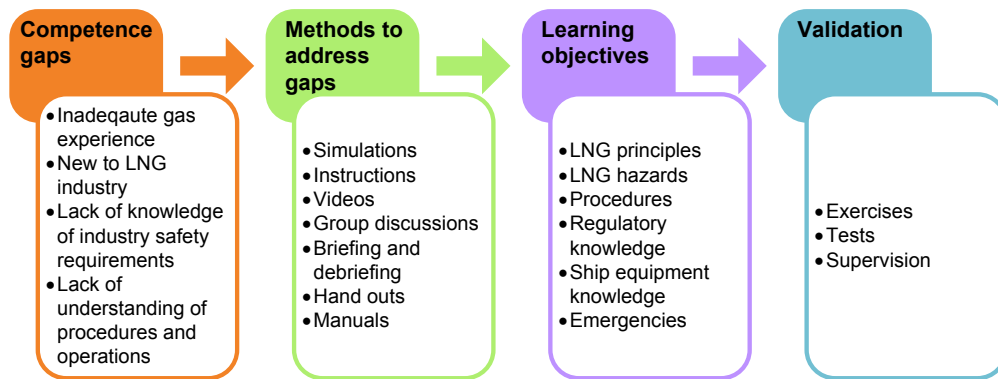 Competence
gaps
• Inadeqaute gas
experience
• New to LNG
industry
• Lack of knowledge
of industry safety
requirements
• Lack of
understanding of
procedures and
operations
Methods to
address
gaps
• Simulations
• Instructions
• Videos
• Group discussions
• Briefing and
debriefing
• Hand outs
• Manuals
Learning
objectives
• LNG principles
• LNG hazards
• Procedures
• Regulatory
knowledge
• Ship equipment
knowledge
• Emergencies
Validation
• Exercises
• Tests
• Supervision